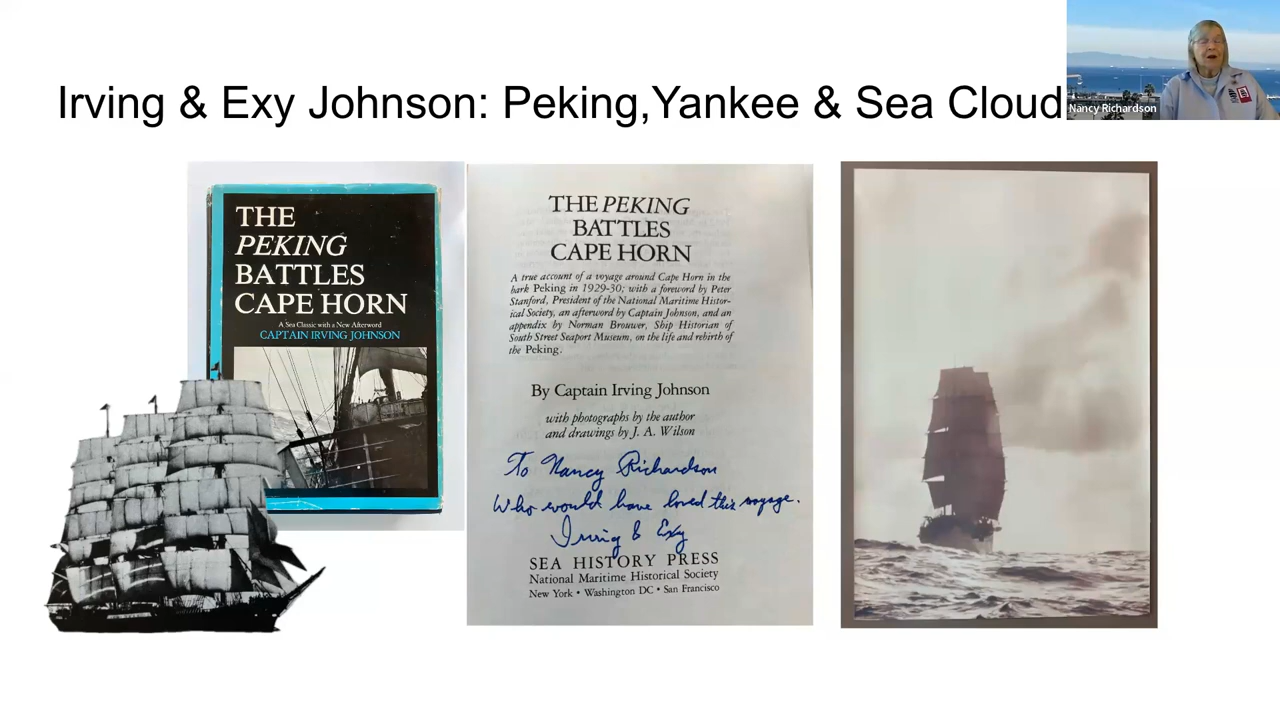 Irving & Exy Johnson: Peking,Yankee & Sea Cloud
Nancy Richardson
THE
PEKING
BATTLES
CAPE HORN
A Sea Classic with a New Afterword
CAPTAIN IRVING JOHNSON
THE PEKING
BATTLES
CAPE HORN
A true account of a voyage around Cape Horn in the
bark Peking in 1929-30; with a foreword by Peter
Stanford, President of the National Maritime Histor-
ical Society, an afterword by Captain Johnson, and an
appendix by Norman Brouwer, Ship Historian of
South Street Seaport Museum, on the life and rebirth of
the Peking.
By Captain Irving Johnson
with photographs by the author
and drawings by J. A. Wilson
To Nancy Richardson
Who would have loved this voyage.
Irving & Exy
SEA HISTORY PRESS
National Maritime Historical Society
New York • Washington DC • San Francisco